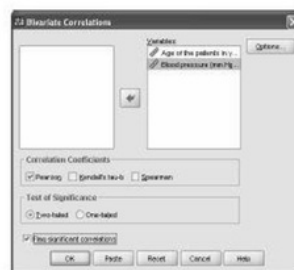 Bivariate Correlations
Variables:
Age of the patients in y...
Blood pressure (mm Hg...
Options...
Correlation Coefficients
Pearson Kendall's tau-b Spearman
Test of Significance
Two-tailed One-tailed
Flag significant correlations
OK Paste Reset Cancel Help